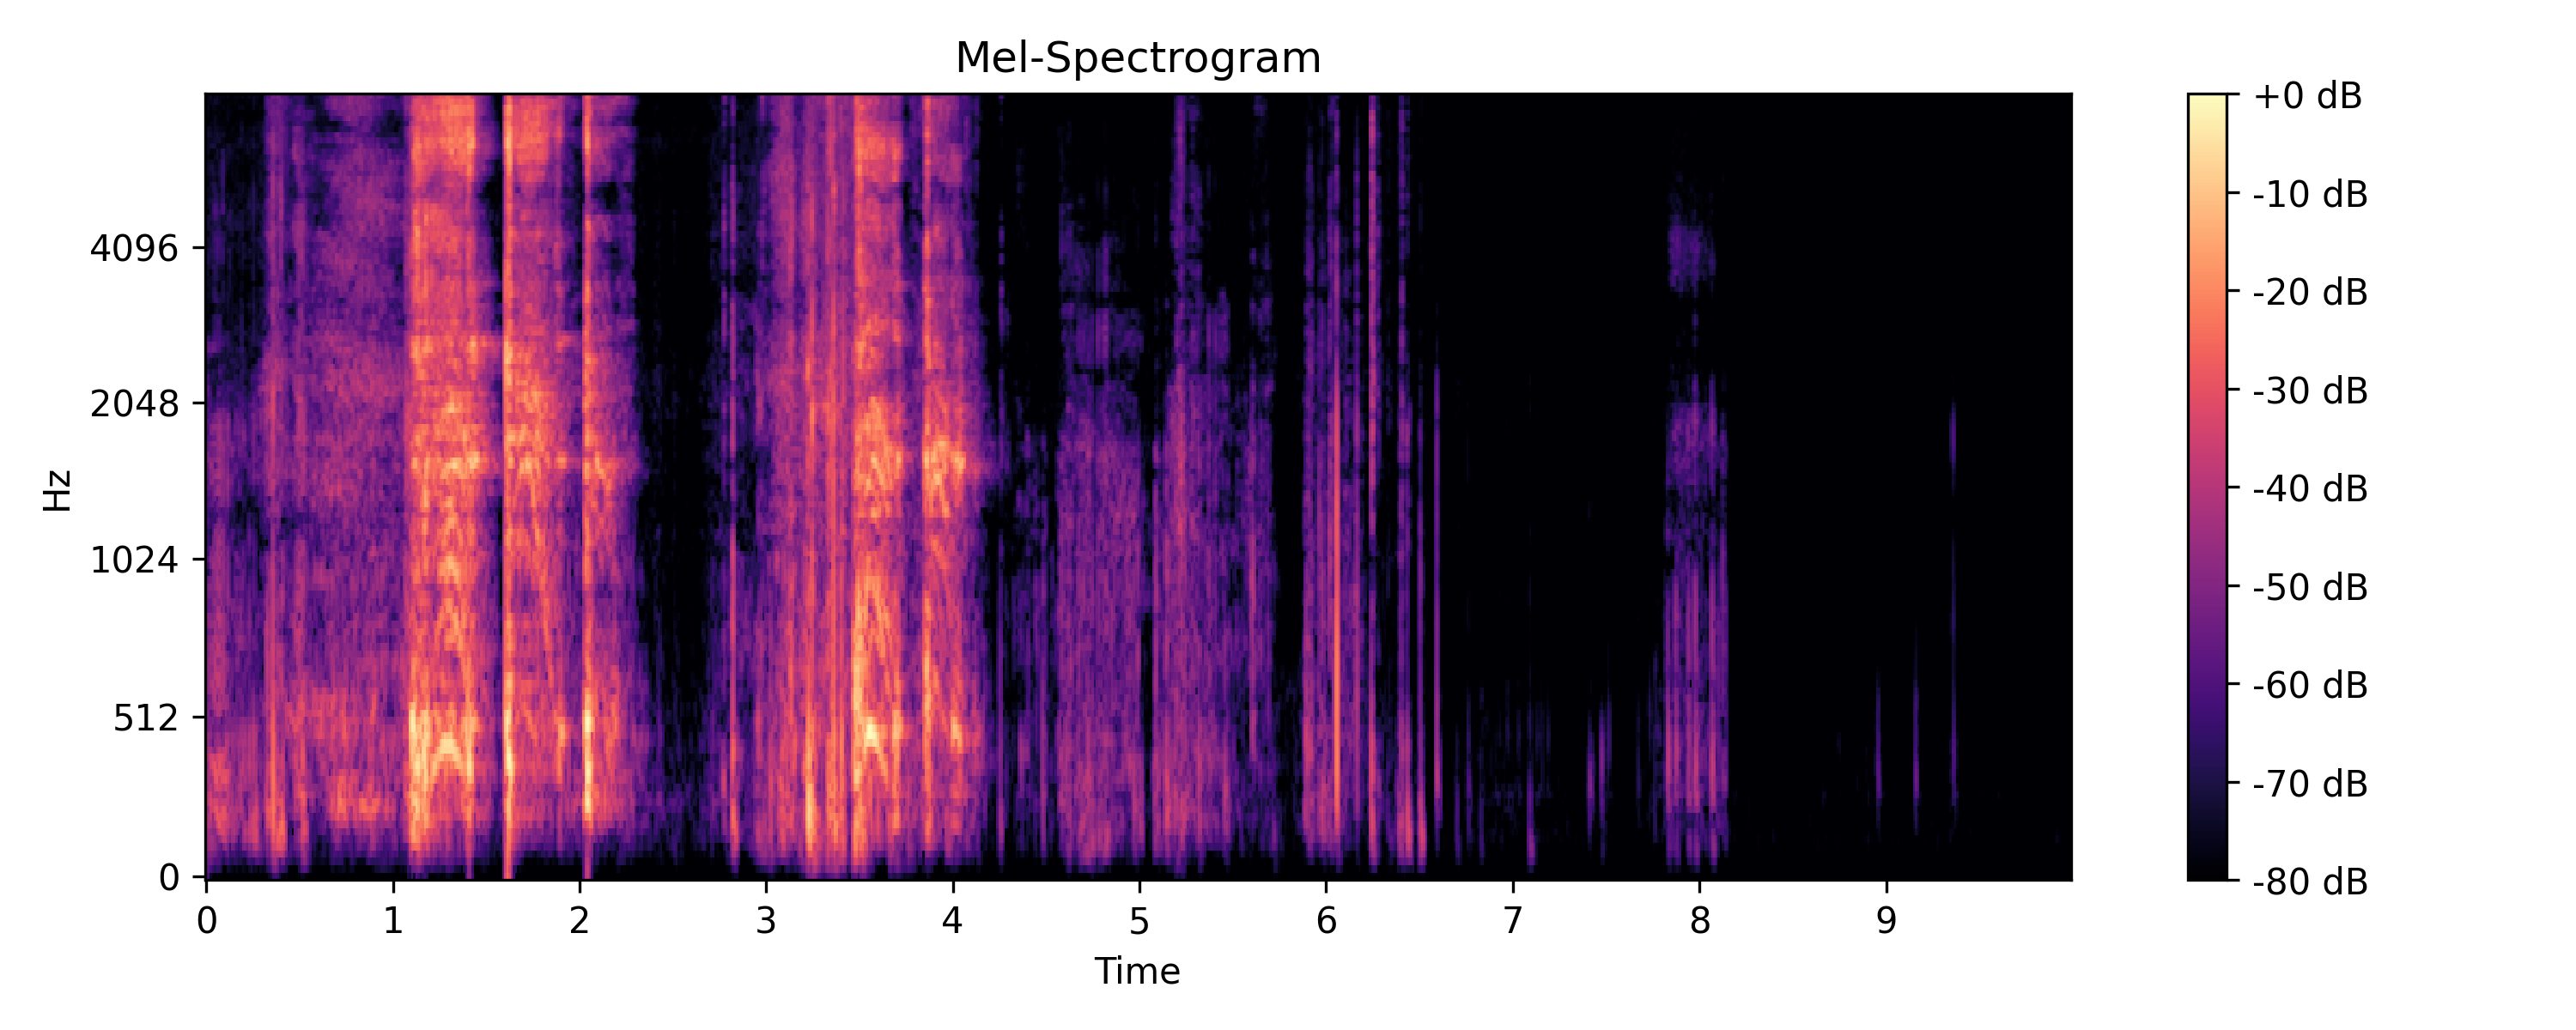 Mel-Spectrogram
+0 dB
-10 dB
-20 dB
-30 dB
-40 dB
-50 dB
-60 dB
-70 dB
-80 dB
Hz
4096
2048
1024
512
0
0 1 2 3 4 5 6 7 8 9
Time